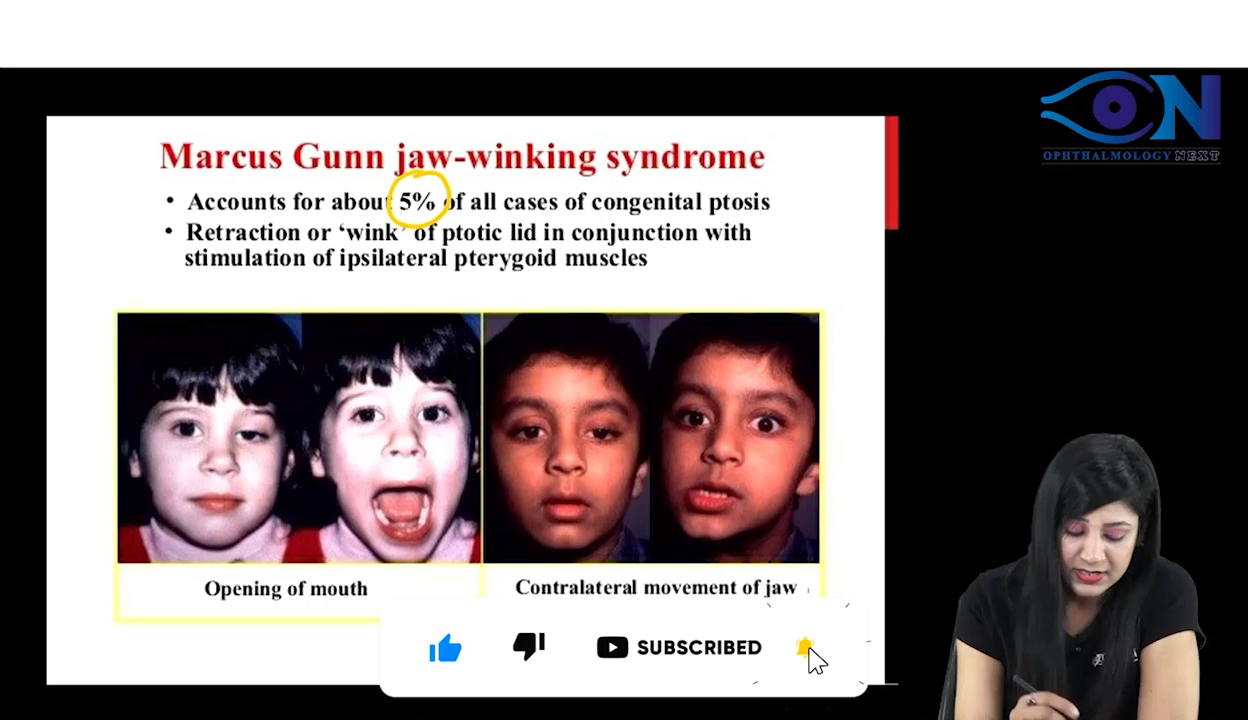 ON
OPHTHALMOLOGY NEXT
Marcus Gunn jaw-winking syndrome
• Accounts for about 5% of all cases of congenital ptosis
• Retraction or ‘wink’ of ptotic lid in conjunction with
stimulation of ipsilateral pterygoid muscles
Opening of mouth
Contralateral movement of jaw
SUBSCRIBED